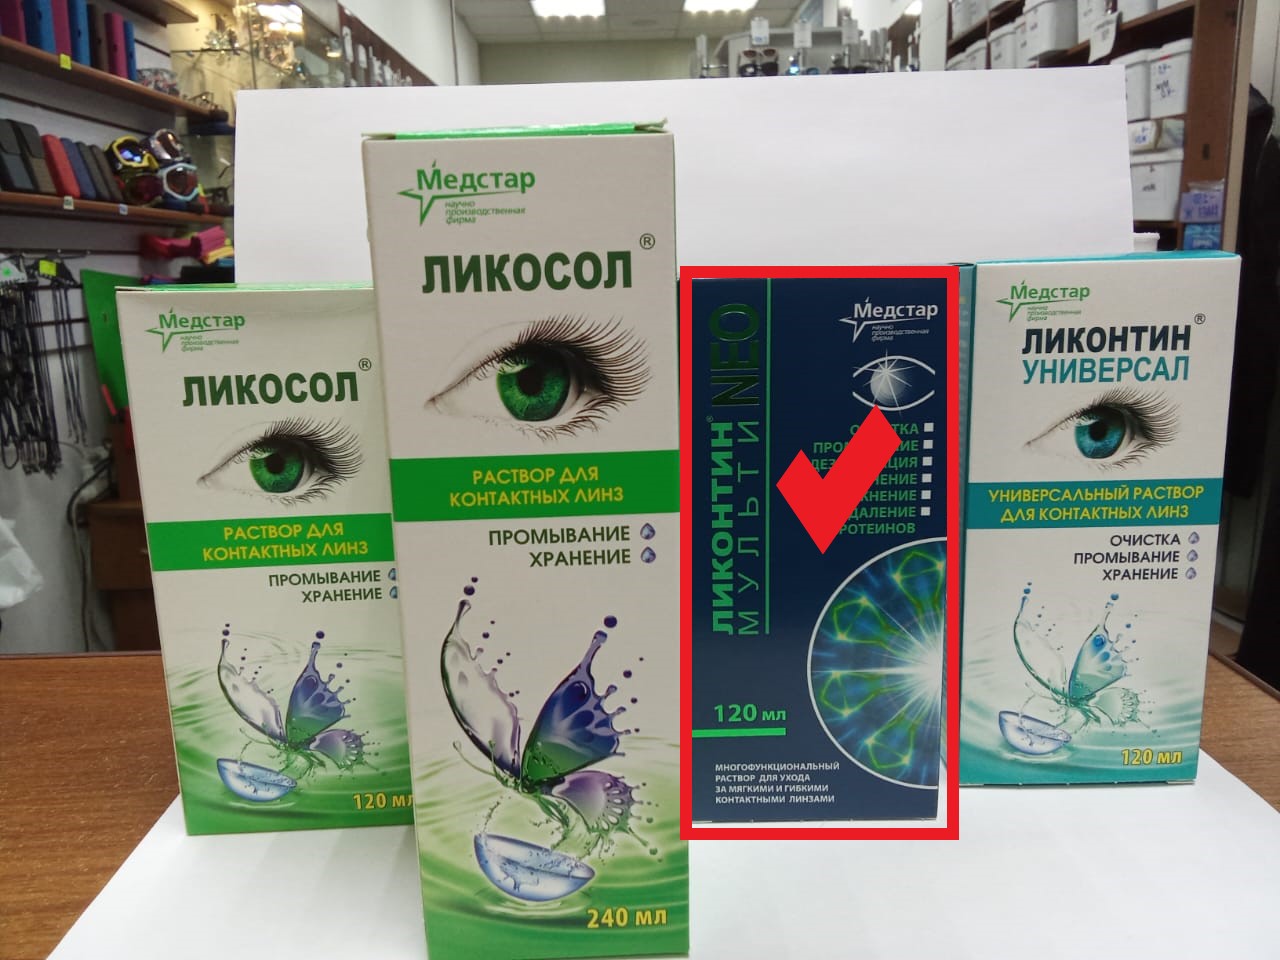 Медстар
научно
производственная
фирма
ЛИКОСОЛ®
РАСТВОР ДЛЯ
КОНТАКТНЫХ ЛИНЗ
ПРОМЫВАНИЕ
ХРАНЕНИЕ
120 мл
Медстар
научно
производственная
фирма
ЛИКОСОЛ®
РАСТВОР ДЛЯ
КОНТАКТНЫХ ЛИНЗ
ПРОМЫВАНИЕ
ХРАНЕНИЕ
240 мл
Медстар
научно
производственная
фирма
ЛИКОНТИН® NEO
МУЛЬТИ
120 мл
МНОГОФУНКЦИОНАЛЬНЫЙ
РАСТВОР ДЛЯ УХОДА
ЗА МЯГКИМИ И ГИБКИМИ
КОНТАКТНЫМИ ЛИНЗАМИ
Медстар
научно
производственная
фирма
ЛИКОНТИН®
УНИВЕРСАЛ
УНИВЕРСАЛЬНЫЙ РАСТВОР
ДЛЯ КОНТАКТНЫХ ЛИНЗ
ОЧИСТКА
ПРОМЫВАНИЕ
ХРАНЕНИЕ
120 мл